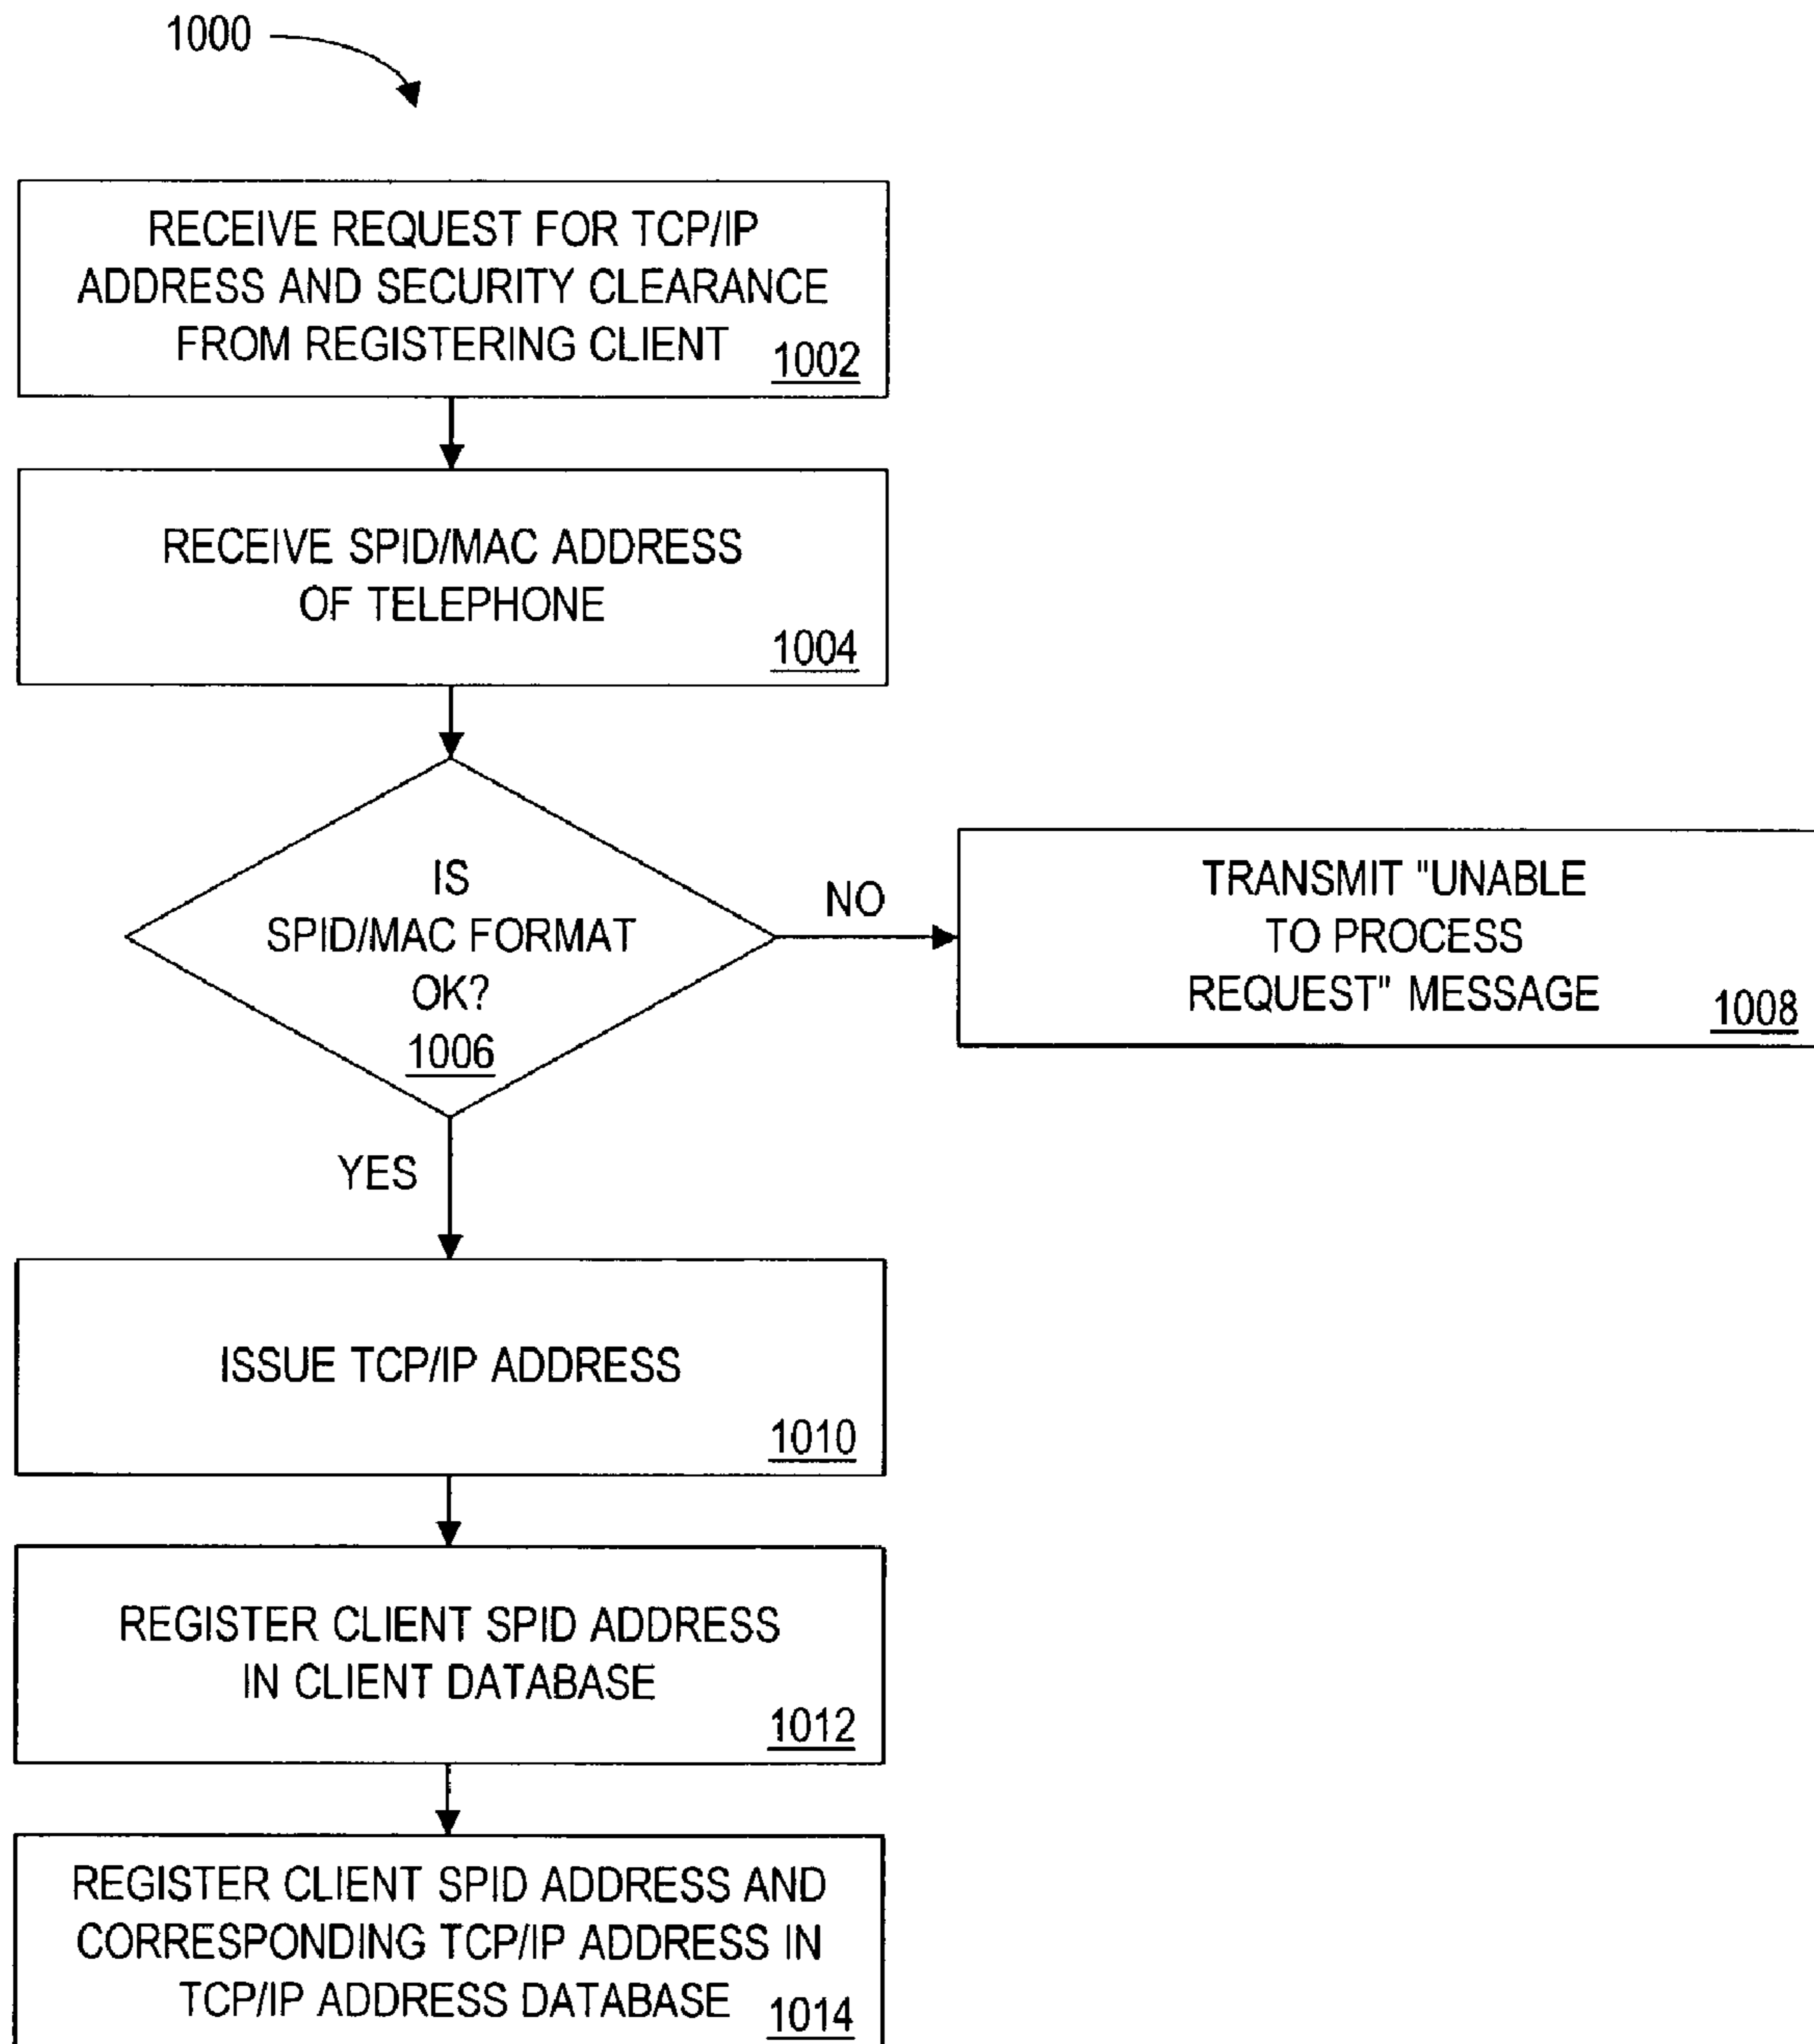 1000
RECEIVE REQUEST FOR TCP/IP
ADDRESS AND SECURITY CLEARANCE
FROM REGISTERING CLIENT
1002
RECEIVE SPID/MAC ADDRESS
OF TELEPHONE
1004
IS
SPID/MAC FORMAT
OK?
1006
NO
TRANSMIT "UNABLE
TO PROCESS
REQUEST" MESSAGE
1008
YES
ISSUE TCP/IP ADDRESS
1010
REGISTER CLIENT SPID ADDRESS
IN CLIENT DATABASE
1012
REGISTER CLIENT SPID ADDRESS AND
CORRESPONDING TCP/IP ADDRESS IN
TCP/IP ADDRESS DATABASE
1014